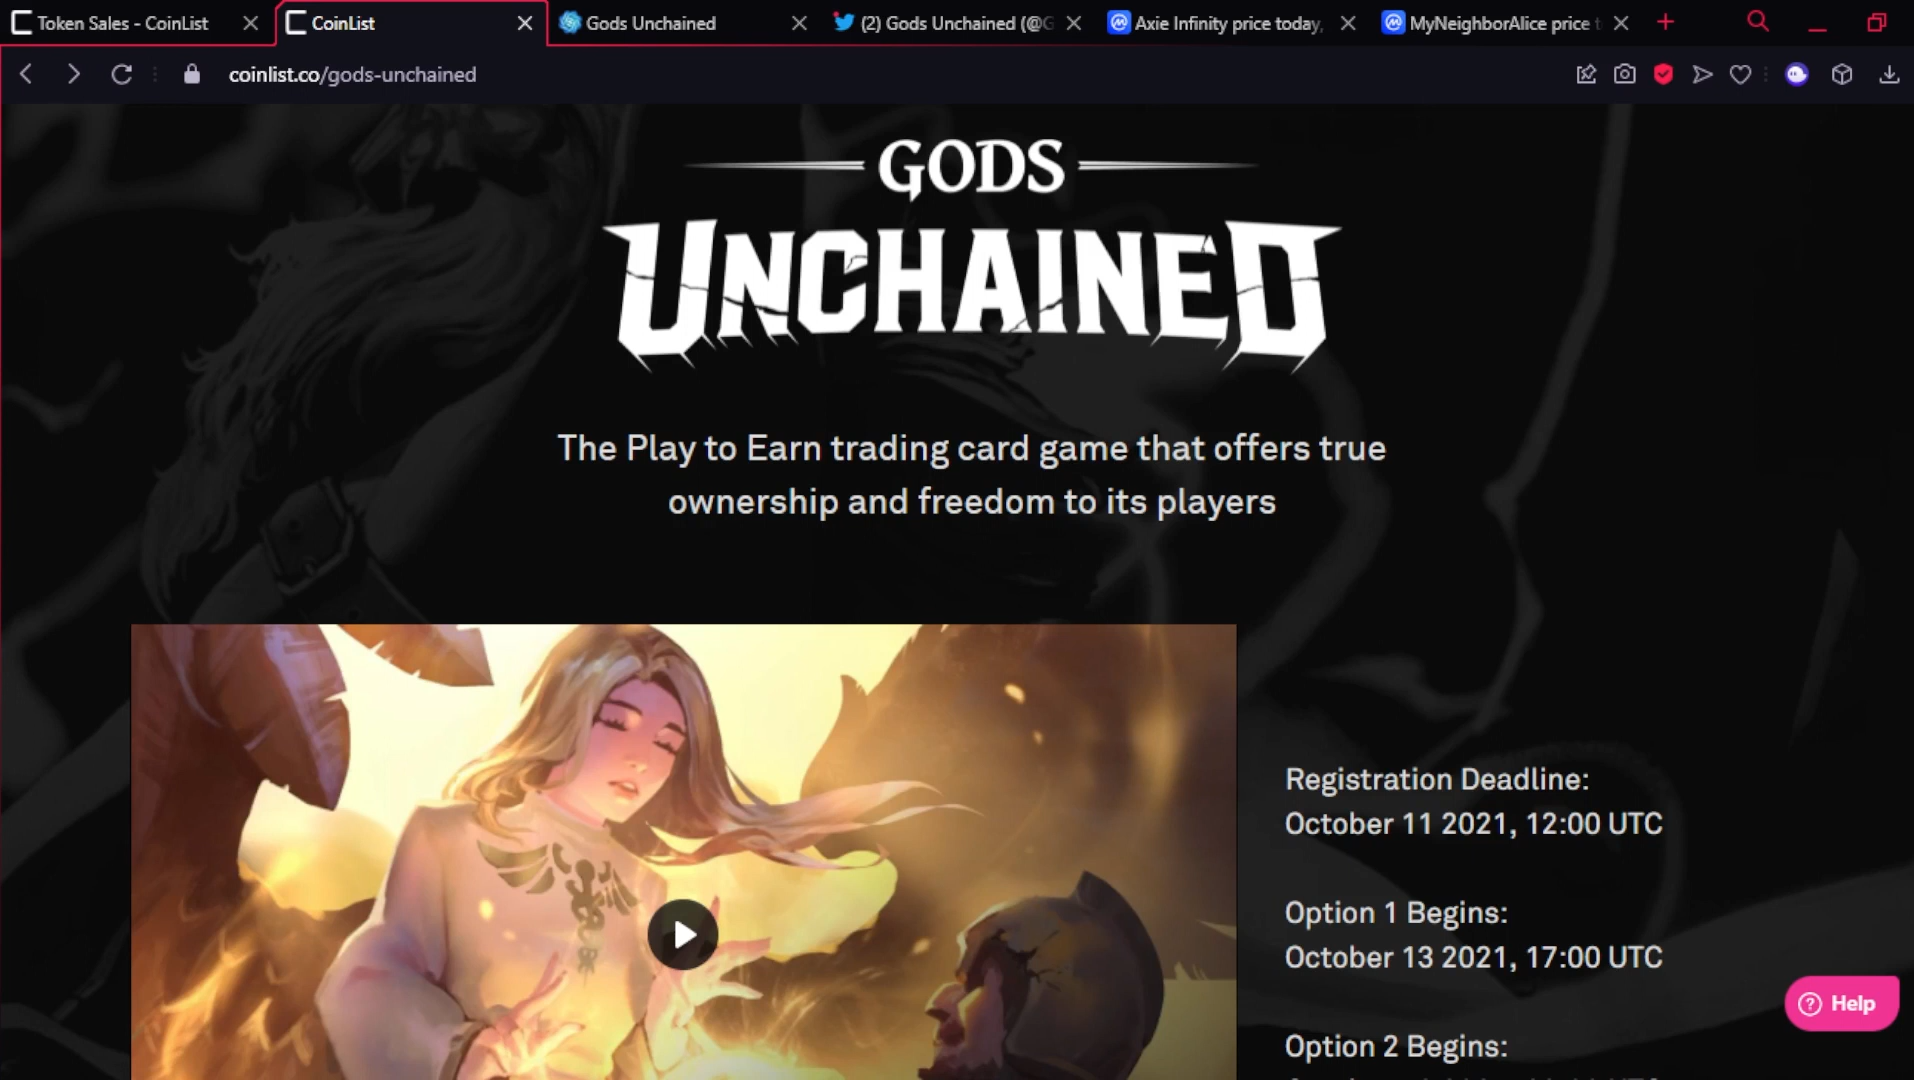 Token Sales - CoinList
CoinList
Gods Unchained
(2) Gods Unchained (@G
Axie Infinity price today,
MyNeighborAlice price t
coinlist.co/gods-unchained
GODS
UNCHAINED
The Play to Earn trading card game that offers true
ownership and freedom to its players
Registration Deadline:
October 11 2021, 12:00 UTC
Option 1 Begins:
October 13 2021, 17:00 UTC
Option 2 Begins:
Help